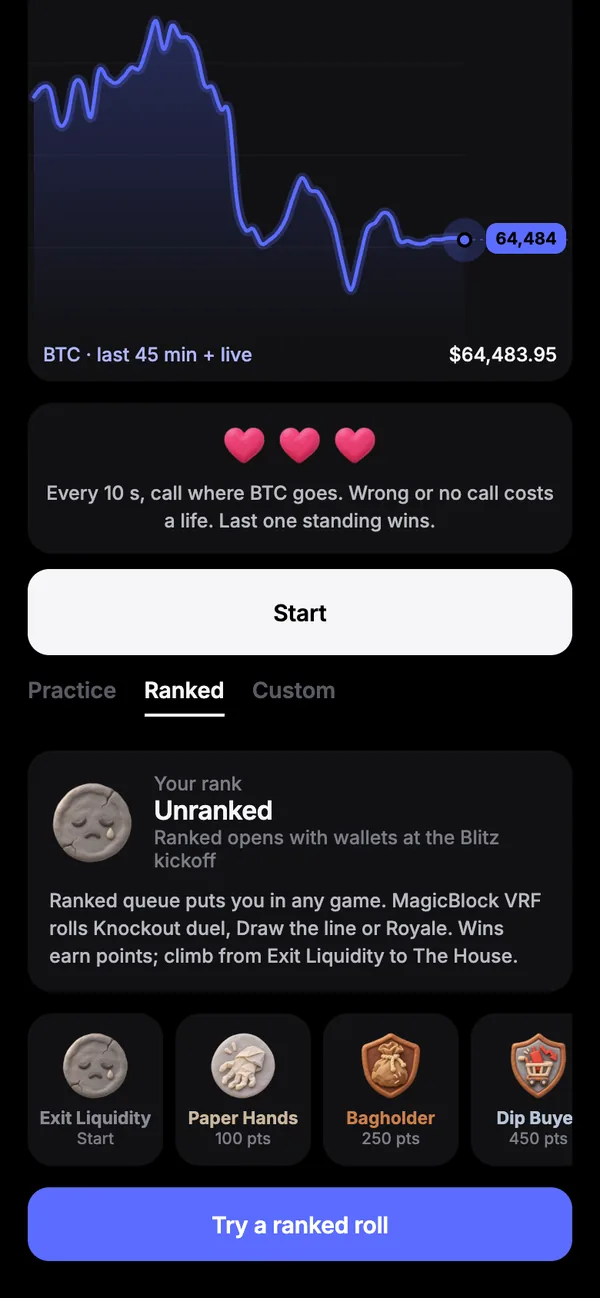 64,484
BTC · last 45 min + live
$64,483.95
Every 10 s, call where BTC goes. Wrong or no call costs
a life. Last one standing wins.
Start
Practice
Ranked
Custom
Your rank
Unranked
Ranked opens with wallets at the Blitz
kickoff
Ranked queue puts you in any game. MagicBlock VRF
rolls Knockout duel, Draw the line or Royale. Wins
earn points; climb from Exit Liquidity to The House.
Exit Liquidity
Start
Paper Hands
100 pts
Bagholder
250 pts
Dip Buye
450 pts
Try a ranked roll